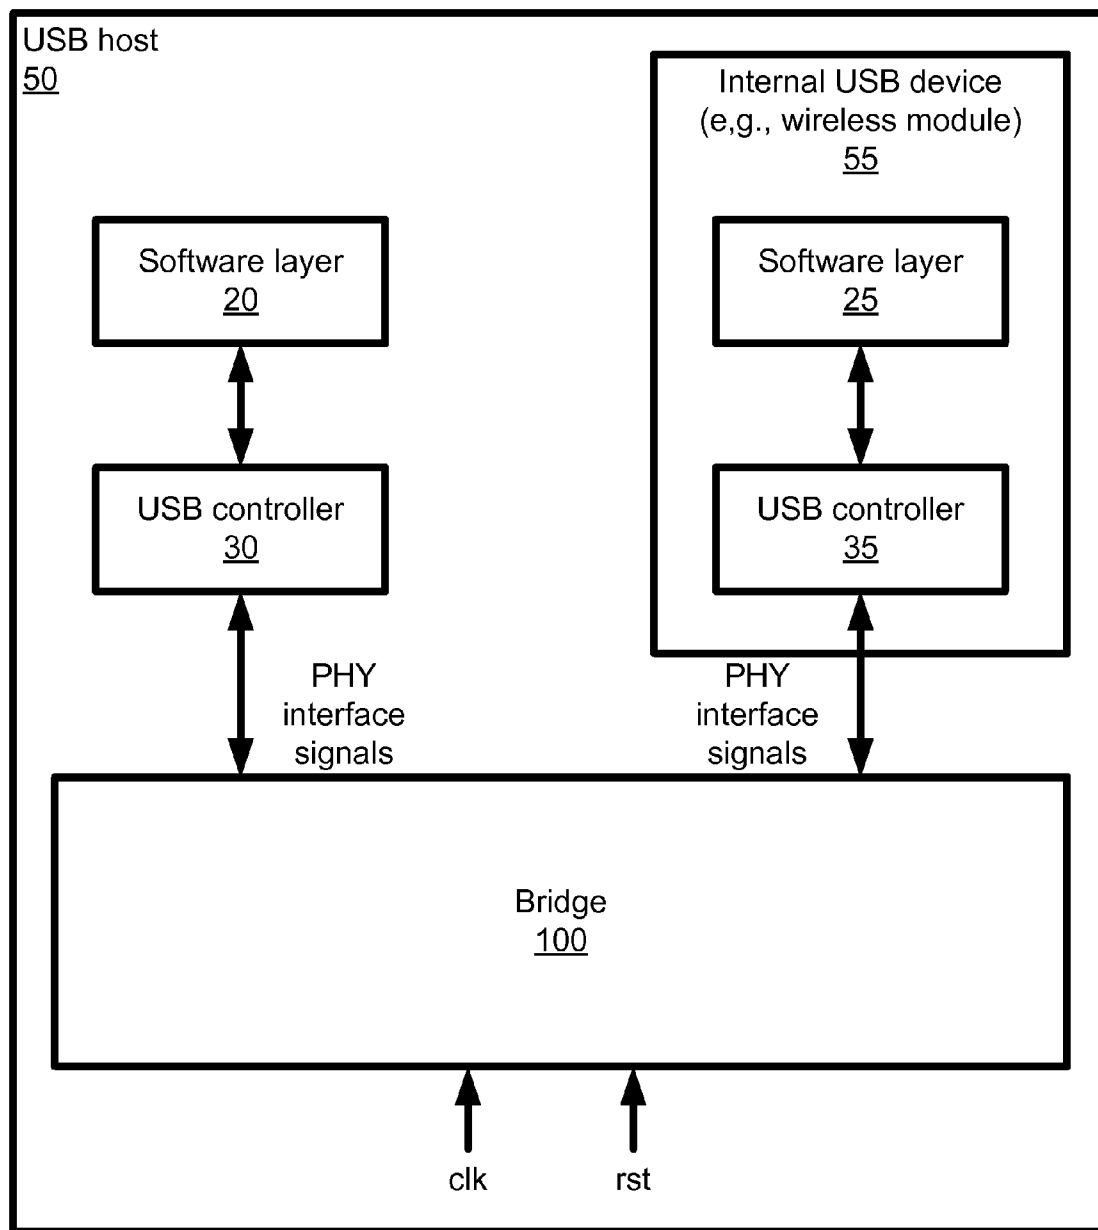 USB host
50
Internal USB device
(e,g., wireless module)
55
Software layer
20
Software layer
25
USB controller
30
USB controller
35
PHY
interface
signals
PHY
interface
signals
Bridge
100
clk
rst